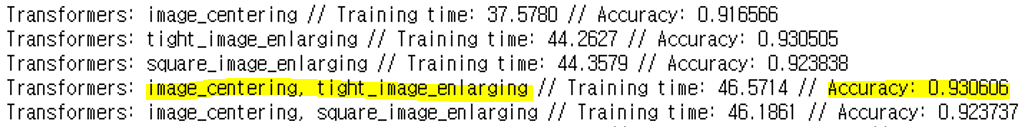 Transformers: image_centering // Training time: 37.5780 // Accuracy: 0.916566
Transformers: tight_image_enlarging // Training time: 44.2627 // Accuracy: 0.930505
Transformers: square_image_enlarging // Training time: 44.3579 // Accuracy: 0.923838
Transformers: image_centering, tight_image_enlarging // Training time: 46.5714 // Accuracy: 0.930606
Transformers: image_centering, square_image_enlarging // Training time: 46.1861 // Accuracy: 0.923737